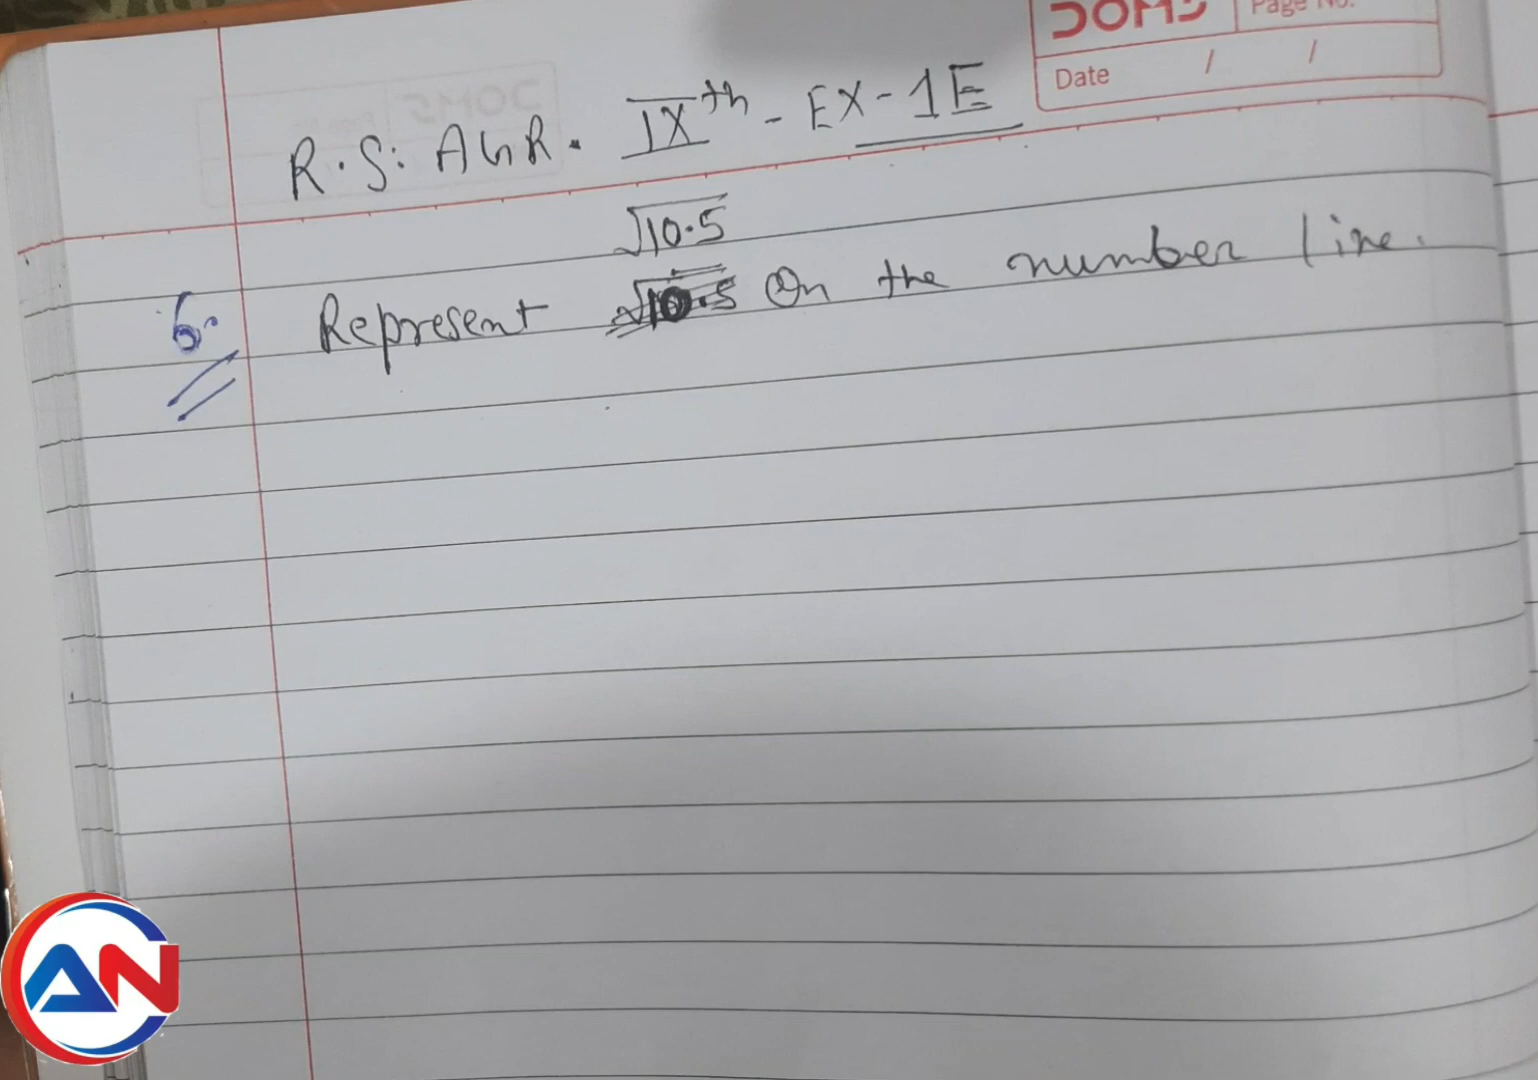 DOMS Page No.
Date / /
R.S: AGR. IXth - EX-1E
√10.5
6. Represent √10.5 On the number line.
AN